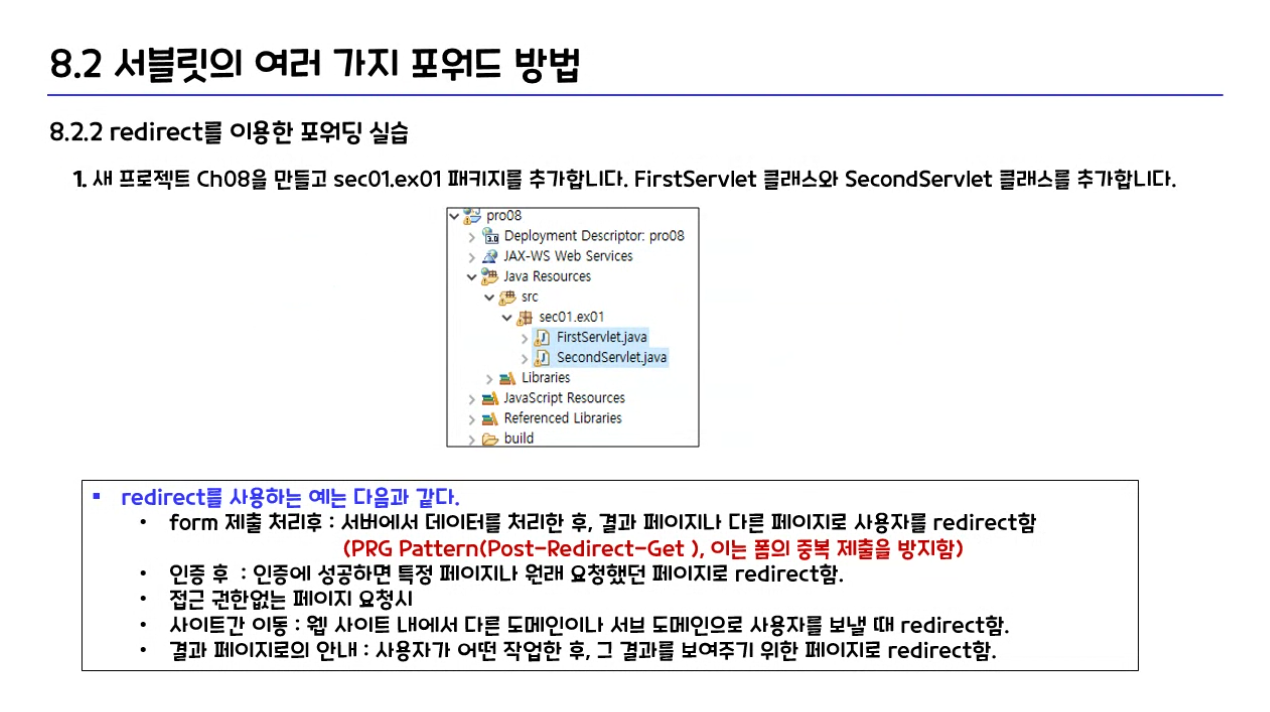 8.2 서블릿의 여러 가지 포워드 방법
8.2.2 redirect를 이용한 포워딩 실습
1. 새 프로젝트 Ch08을 만들고 sec01.ex01 패키지를 추가합니다. FirstServlet 클래스와 SecondServlet 클래스를 추가합니다.
pro08
Deployment Descriptor: pro08
JAX-WS Web Services
Java Resources
src
sec01.ex01
FirstServlet.java
SecondServlet.java
Libraries
JavaScript Resources
Referenced Libraries
build
▪ redirect를 사용하는 예는 다음과 같다.
• form 제출 처리후 : 서버에서 데이터를 처리한 후, 결과 페이지나 다른 페이지로 사용자를 redirect함
(PRG Pattern(Post-Redirect-Get ), 이는 폼의 중복 제출을 방지함)
• 인증 후 : 인증에 성공하면 특정 페이지나 원래 요청했던 페이지로 redirect함.
• 접근 권한없는 페이지 요청시
• 사이트간 이동 : 웹 사이트 내에서 다른 도메인이나 서브 도메인으로 사용자를 보낼 때 redirect함.
• 결과 페이지로의 안내 : 사용자가 어떤 작업한 후, 그 결과를 보여주기 위한 페이지로 redirect함.